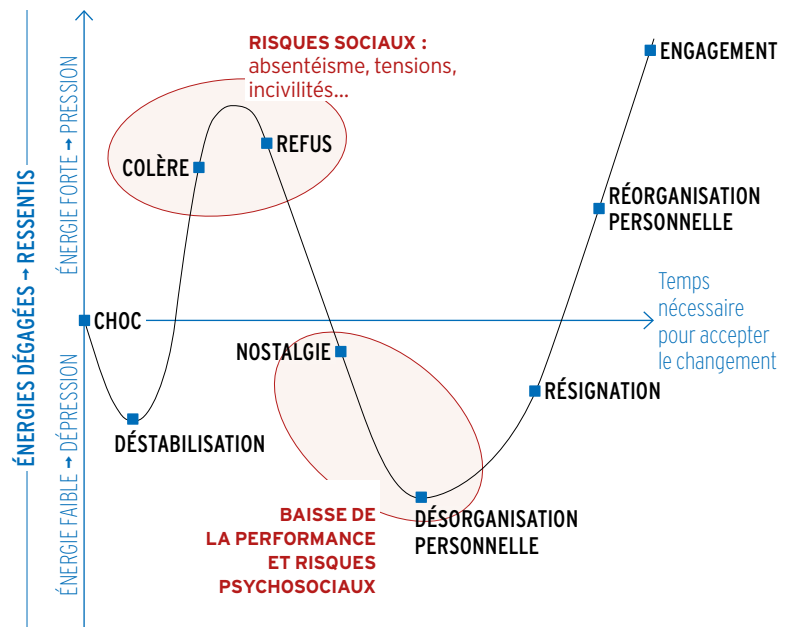 ÉNERGIES DÉGAGÉES → RESSENTIS
ÉNERGIE FORTE → PRESSION
ÉNERGIE FAIBLE → DÉPRESSION
RISQUES SOCIAUX :
absentéisme, tensions,
incivilités...
ENGAGEMENT
REFUS
COLÈRE
RÉORGANISATION
PERSONNELLE
CHOC
Temps
nécessaire
pour accepter
le changement
NOSTALGIE
RÉSIGNATION
DÉSTABILISATION
BAISSE DE
LA PERFORMANCE
ET RISQUES
PSYCHOSOCIAUX
DÉSORGANISATION
PERSONNELLE